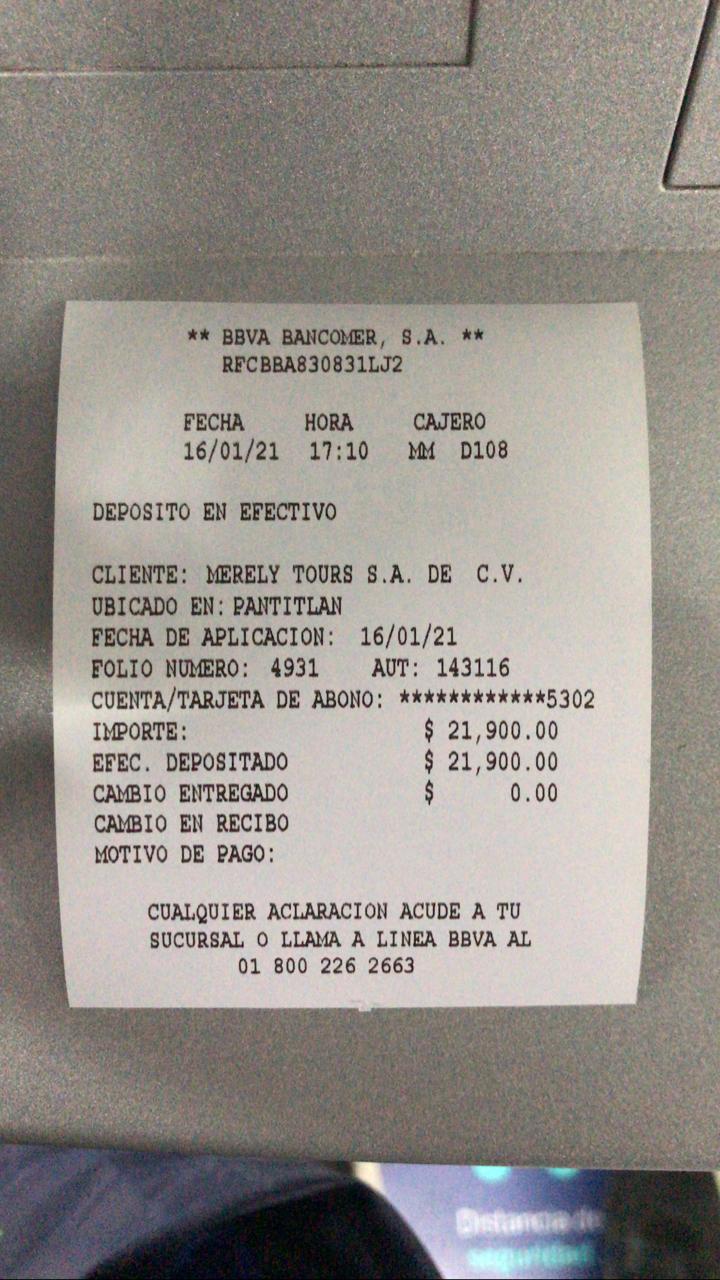 ** BBVA BANCOMER, S.A. **
RFCBBA830831LJ2
FECHA HORA CAJERO
16/01/21 17:10 MM D108
DEPOSITO EN EFECTIVO
CLIENTE: MERELY TOURS S.A. DE C.V.
UBICADO EN: PANTITLAN
FECHA DE APLICACION: 16/01/21
FOLIO NUMERO: 4931 AUT: 143116
CUENTA/TARJETA DE ABONO: ************5302
IMPORTE: $ 21,900.00
EFEC. DEPOSITADO $ 21,900.00
CAMBIO ENTREGADO $ 0.00
CAMBIO EN RECIBO
MOTIVO DE PAGO:
CUALQUIER ACLARACION ACUDE A TU
SUCURSAL O LLAMA A LINEA BBVA AL
01 800 226 2663
Distancia de
seguridad